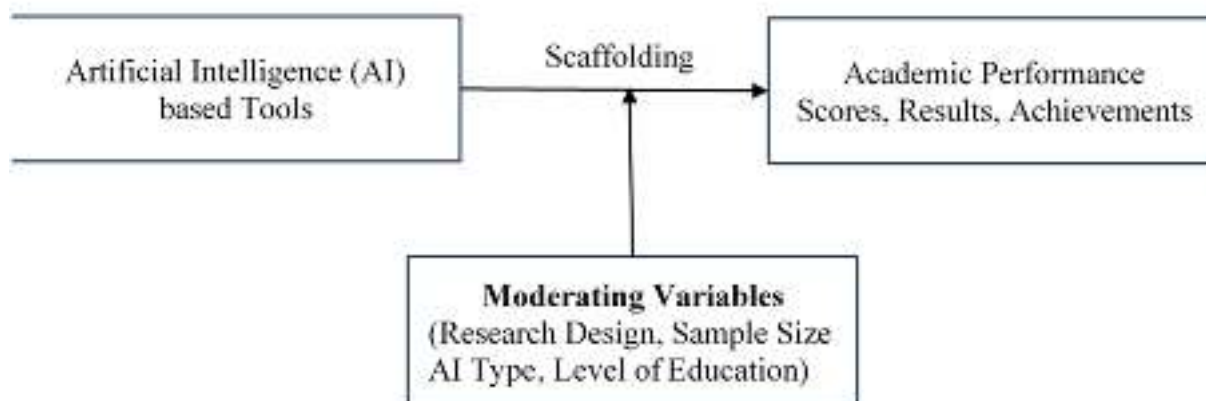 Artificial Intelligence (AI)
based Tools
Scaffolding
Academic Performance
Scores, Results, Achievements
Moderating Variables
(Research Design, Sample Size
AI Type, Level of Education)